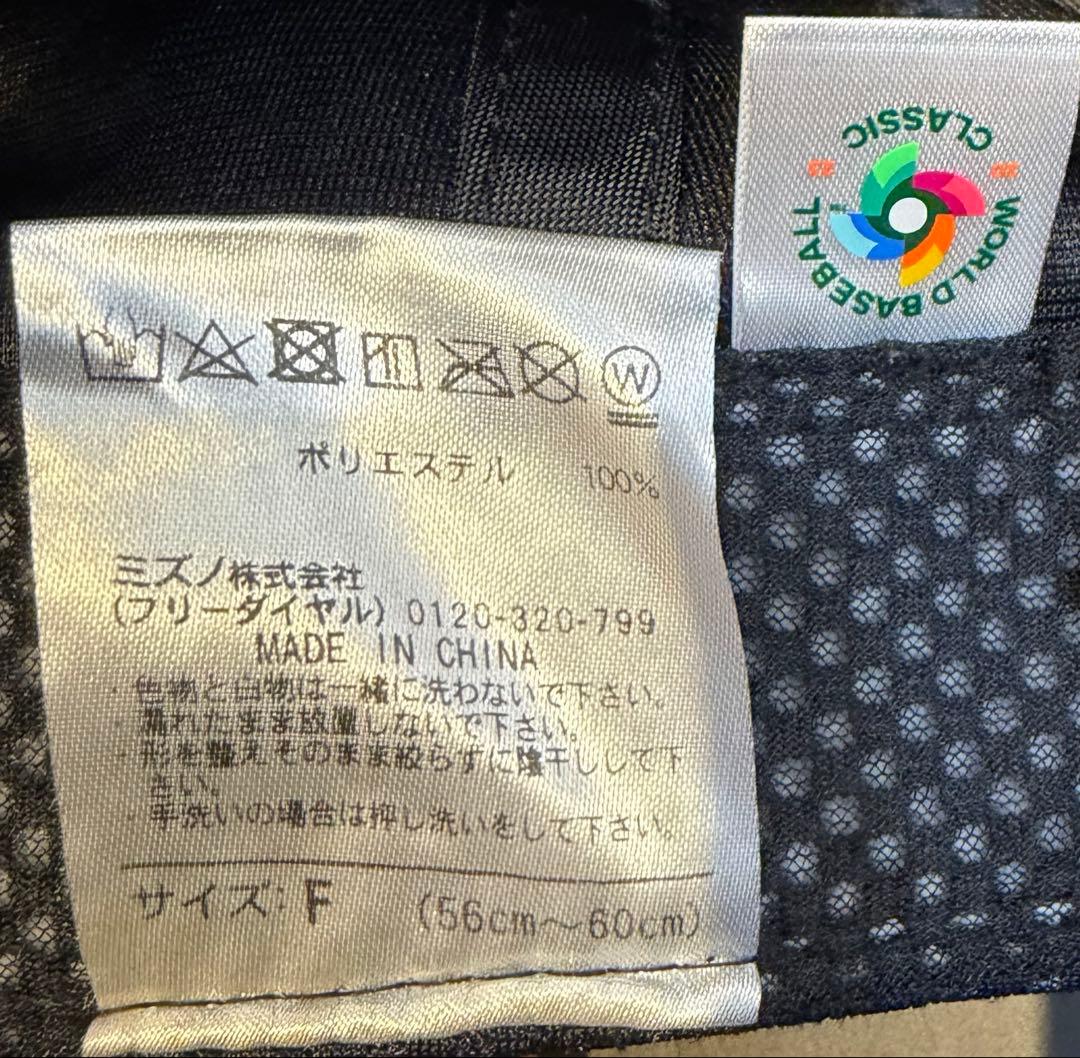 WORLD BASEBALL
CLASSIC
20 23
W
ポリエステル 100%
ミズノ株式会社
(フリーダイヤル) 0120-320-799
MADE IN CHINA
・色物と白物は一緒に洗わないで下さい。
・濡れたまま放置しないで下さい。
・形を整えそのまま絞らずに陰干しして下
さい。
・手洗いの場合は押し洗いをして下さい。
サイズ: F (56cm～60cm)